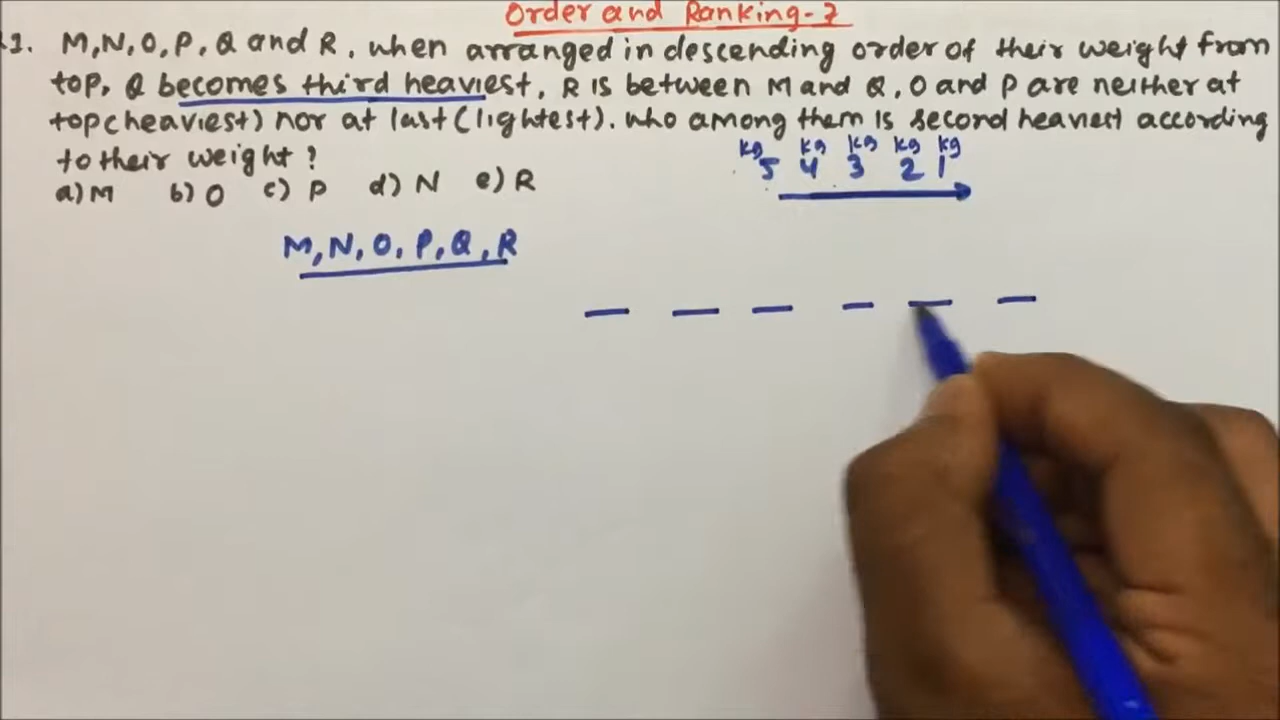 Order and Ranking-7
1. M,N,O,P,Q and R, when arranged in descending order of their weight from
top, Q becomes third heaviest, R is between M and Q, O and P are neither at
top(heaviest) nor at last(lightest). who among them is second heaviest according
to their weight?
kg kg kg kg kg
5 4 3 2 1
a) M b) O c) P d) N e) R
M,N,O,P,Q,R